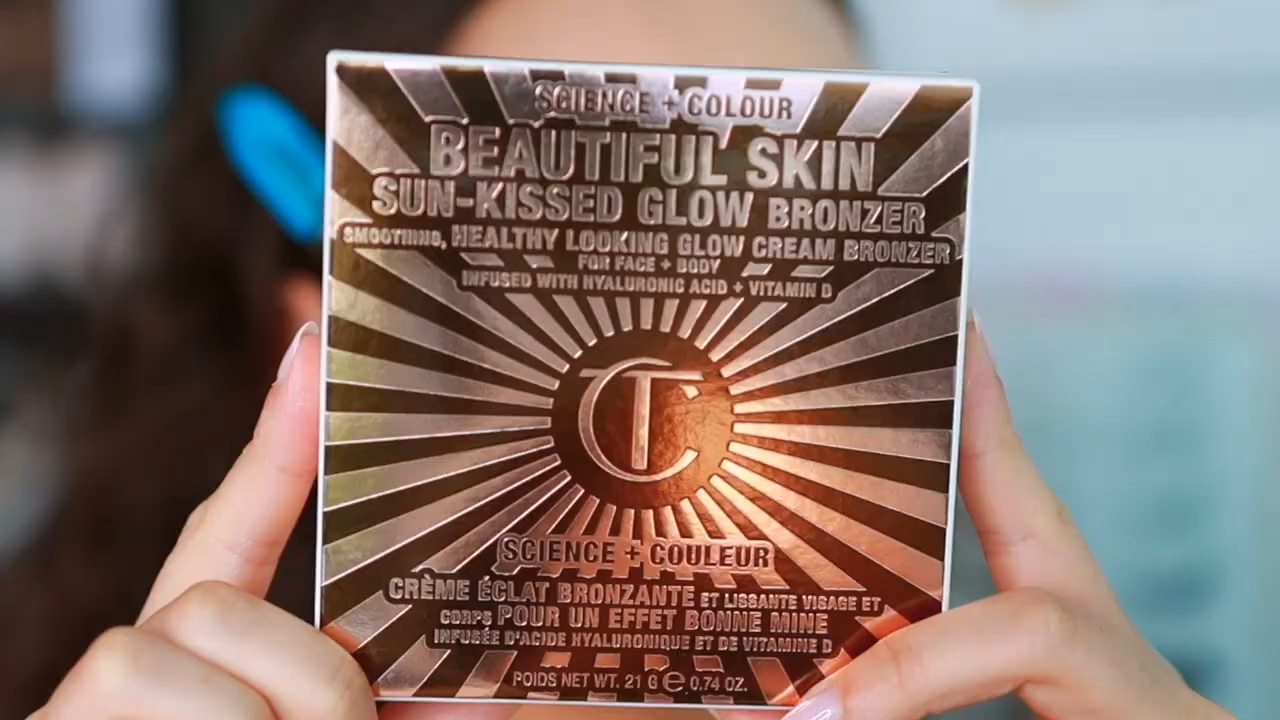 SCIENCE + COLOUR
BEAUTIFUL SKIN
SUN-KISSED GLOW BRONZER
SMOOTHING, HEALTHY LOOKING GLOW CREAM BRONZER
FOR FACE + BODY
INFUSED WITH HYALURONIC ACID + VITAMIN D
CT
SCIENCE + COULEUR
CRÈME ÉCLAT BRONZANTE ET LISSANTE VISAGE ET
CORPS POUR UN EFFET BONNE MINE
INFUSÉE D'ACIDE HYALURONIQUE ET DE VITAMINE D
POIDS NET WT. 21 G ℮ 0.74 OZ.